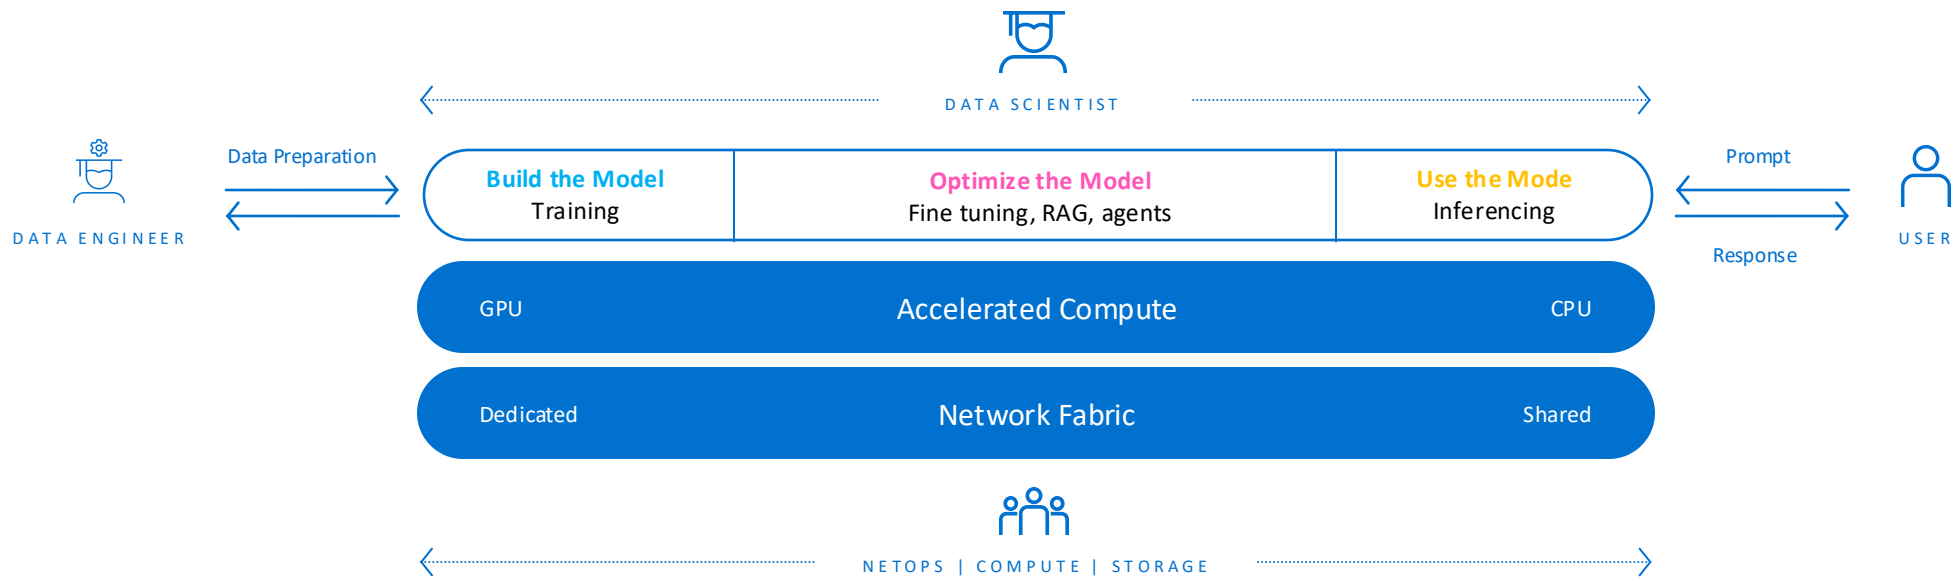 DATA SCIENTIST
DATA ENGINEER
Data Preparation
Build the Model
Training
Optimize the Model
Fine tuning, RAG, agents
Use the Mode
Inferencing
Prompt
Response
USER
GPU
Accelerated Compute
CPU
Dedicated
Network Fabric
Shared
NETOPS | COMPUTE | STORAGE